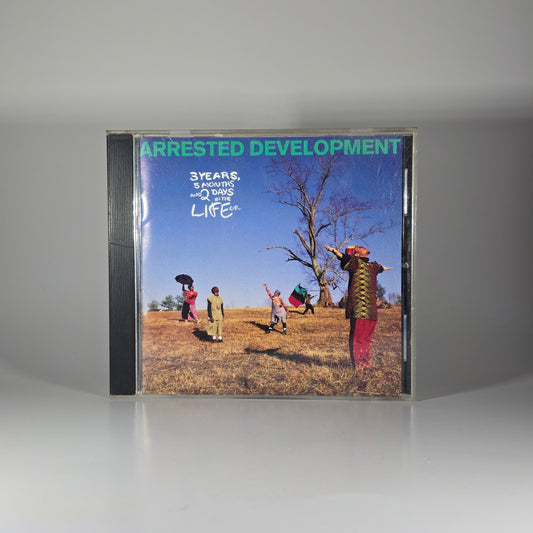 ARRESTED DEVELOPMENT
3 YEARS,
5 MONTHS
AND 2 DAYS
IN THE
LIFE OF..